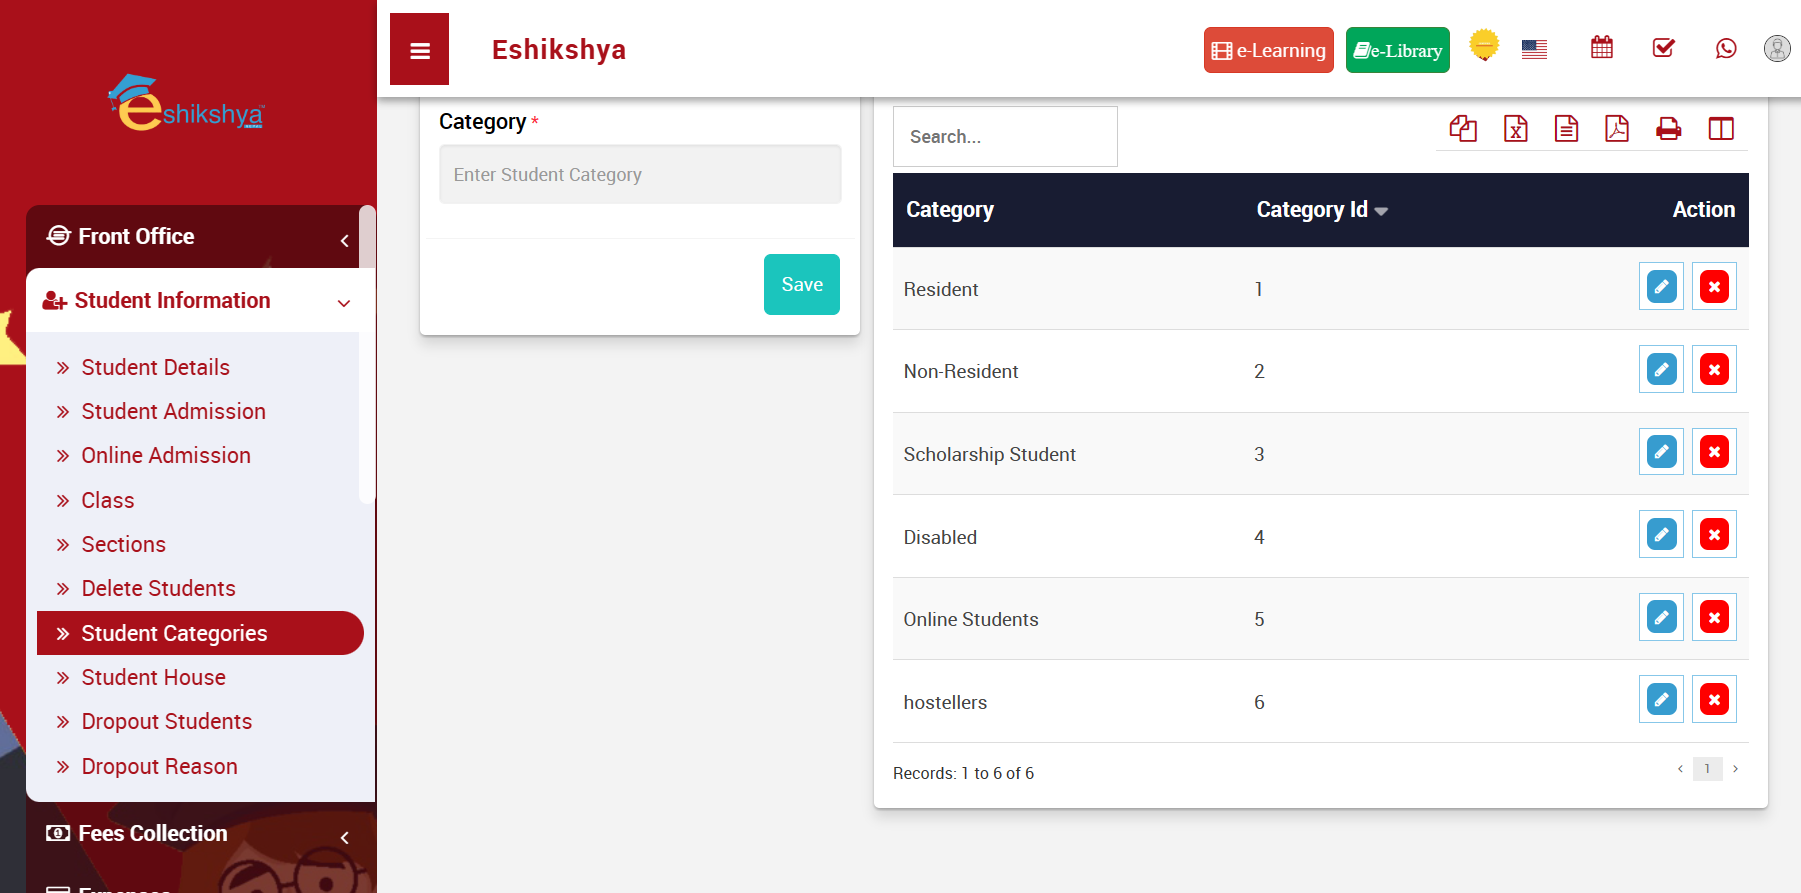 eshikshya
Front Office
Student Information
Student Details
Student Admission
Online Admission
Class
Sections
Delete Students
Student Categories
Student House
Dropout Students
Dropout Reason
Fees Collection
Expenses
Eshikshya
e-Learning
e-Library
Category *
Enter Student Category
Save
Search...
Category Category Id Action
Resident 1
Non-Resident 2
Scholarship Student 3
Disabled 4
Online Students 5
hostellers 6
Records: 1 to 6 of 6
1